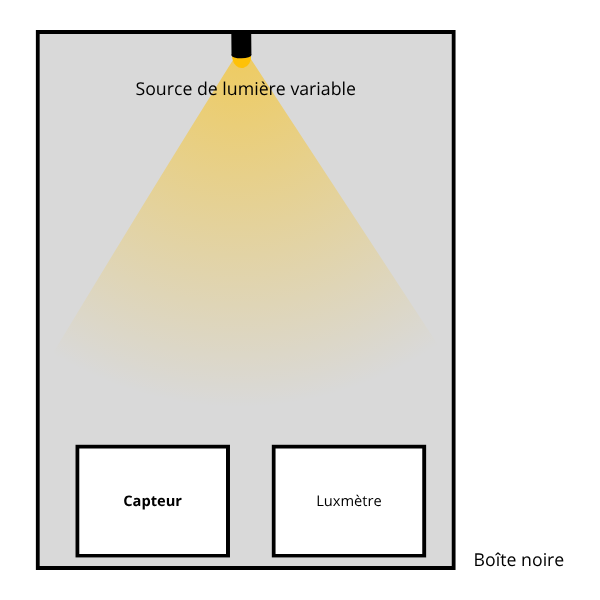 Source de lumière variable
Capteur
Luxmètre
Boîte noire